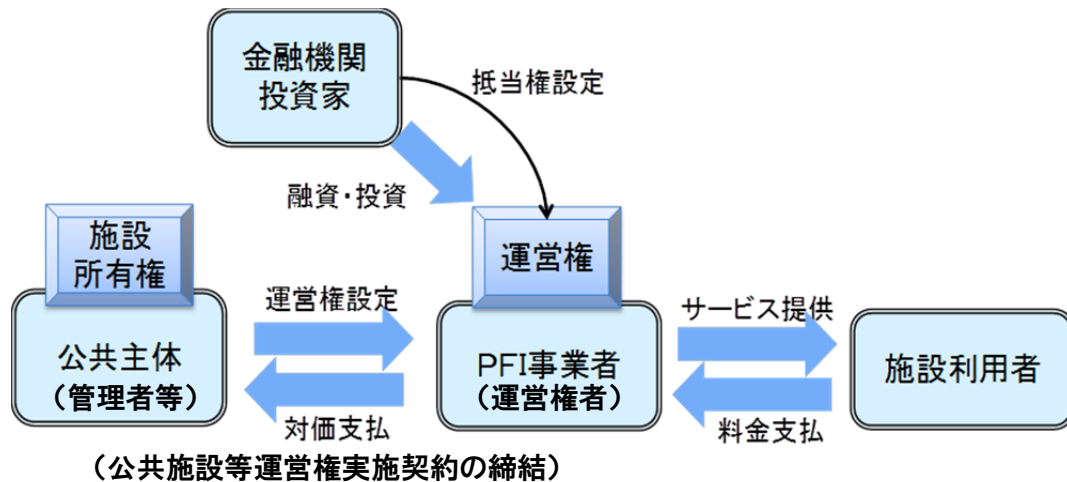 金融機関
投資家
抵当権設定
融資・投資
施設
所有権
運営権
運営権設定
サービス提供
公共主体
（管理者等）
PFI事業者
（運営権者）
施設利用者
対価支払
料金支払
（公共施設等運営権実施契約の締結）